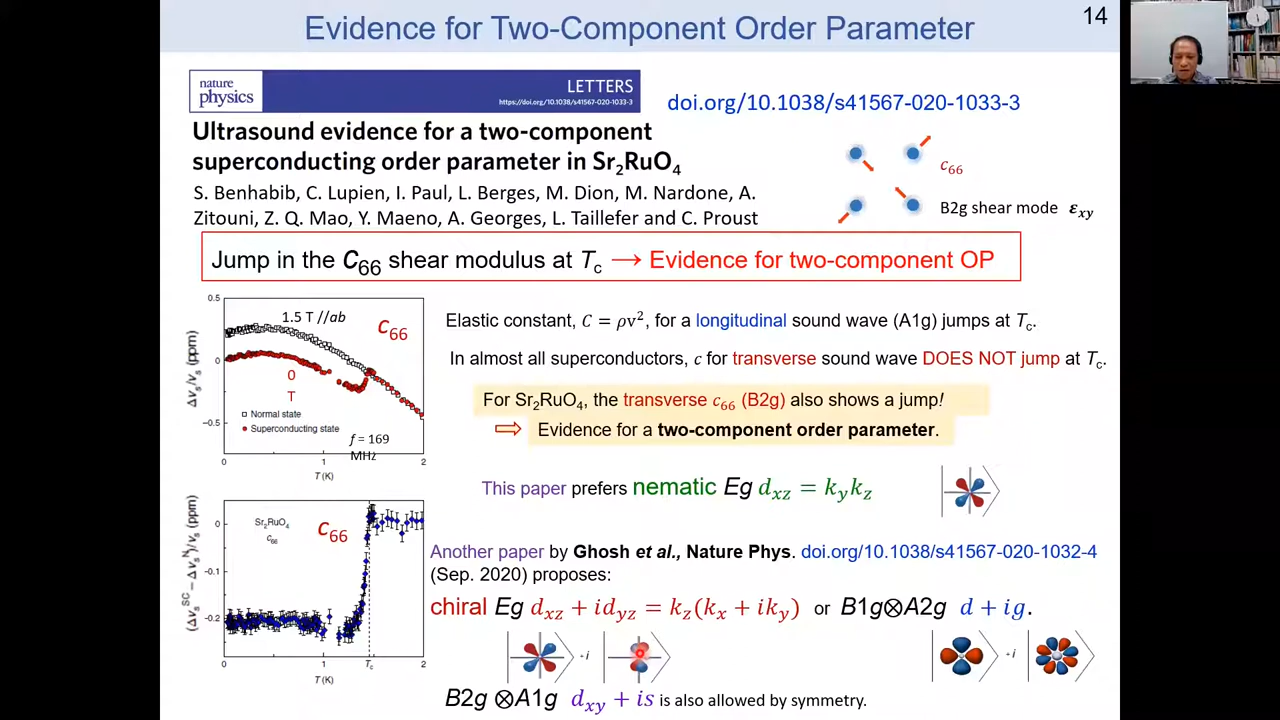 Evidence for Two-Component Order Parameter
14
nature
physics
LETTERS
https://doi.org/10.1038/s41567-020-1033-3
doi.org/10.1038/s41567-020-1033-3
Ultrasound evidence for a two-component
superconducting order parameter in Sr₂RuO₄
S. Benhabib, C. Lupien, I. Paul, L. Berges, M. Dion, M. Nardone, A.
Zitouni, Z. Q. Mao, Y. Maeno, A. Georges, L. Taillefer and C. Proust
c₆₆
B2g shear mode εxy
Jump in the C₆₆ shear modulus at Tc → Evidence for two-component OP
0.5
0
-0.5
Δvs/vs (ppm)
1.5 T //ab
c₆₆
0
T
Normal state
Superconducting state
f = 169
MHz
0 1 2
T (K)
Elastic constant, C = ρv², for a longitudinal sound wave (A1g) jumps at Tc.
In almost all superconductors, c for transverse sound wave DOES NOT jump at Tc.
For Sr₂RuO₄, the transverse c₆₆ (B2g) also shows a jump!
⇨ Evidence for a two-component order parameter.
This paper prefers nematic Eg dxz = kykz
0
-0.1
-0.2
(Δvs^SC − Δvs^N)/vs (ppm)
Sr₂RuO₄
c₆₆
c₆₆
0 1 Tc 2
T (K)
Another paper by Ghosh et al., Nature Phys. doi.org/10.1038/s41567-020-1032-4
(Sep. 2020) proposes:
chiral Eg dxz + idyz = kz(kx + iky) or B1g⊗A2g d + ig.
+ i
+ i
B2g ⊗A1g dxy + is is also allowed by symmetry.